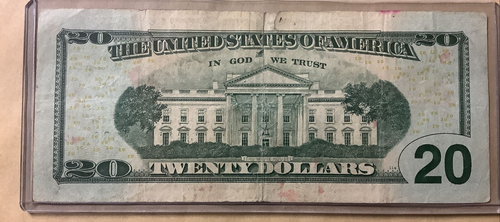 20 THE UNITED STATES OF AMERICA 20
IN GOD WE TRUST
20 TWENTY DOLLARS 20